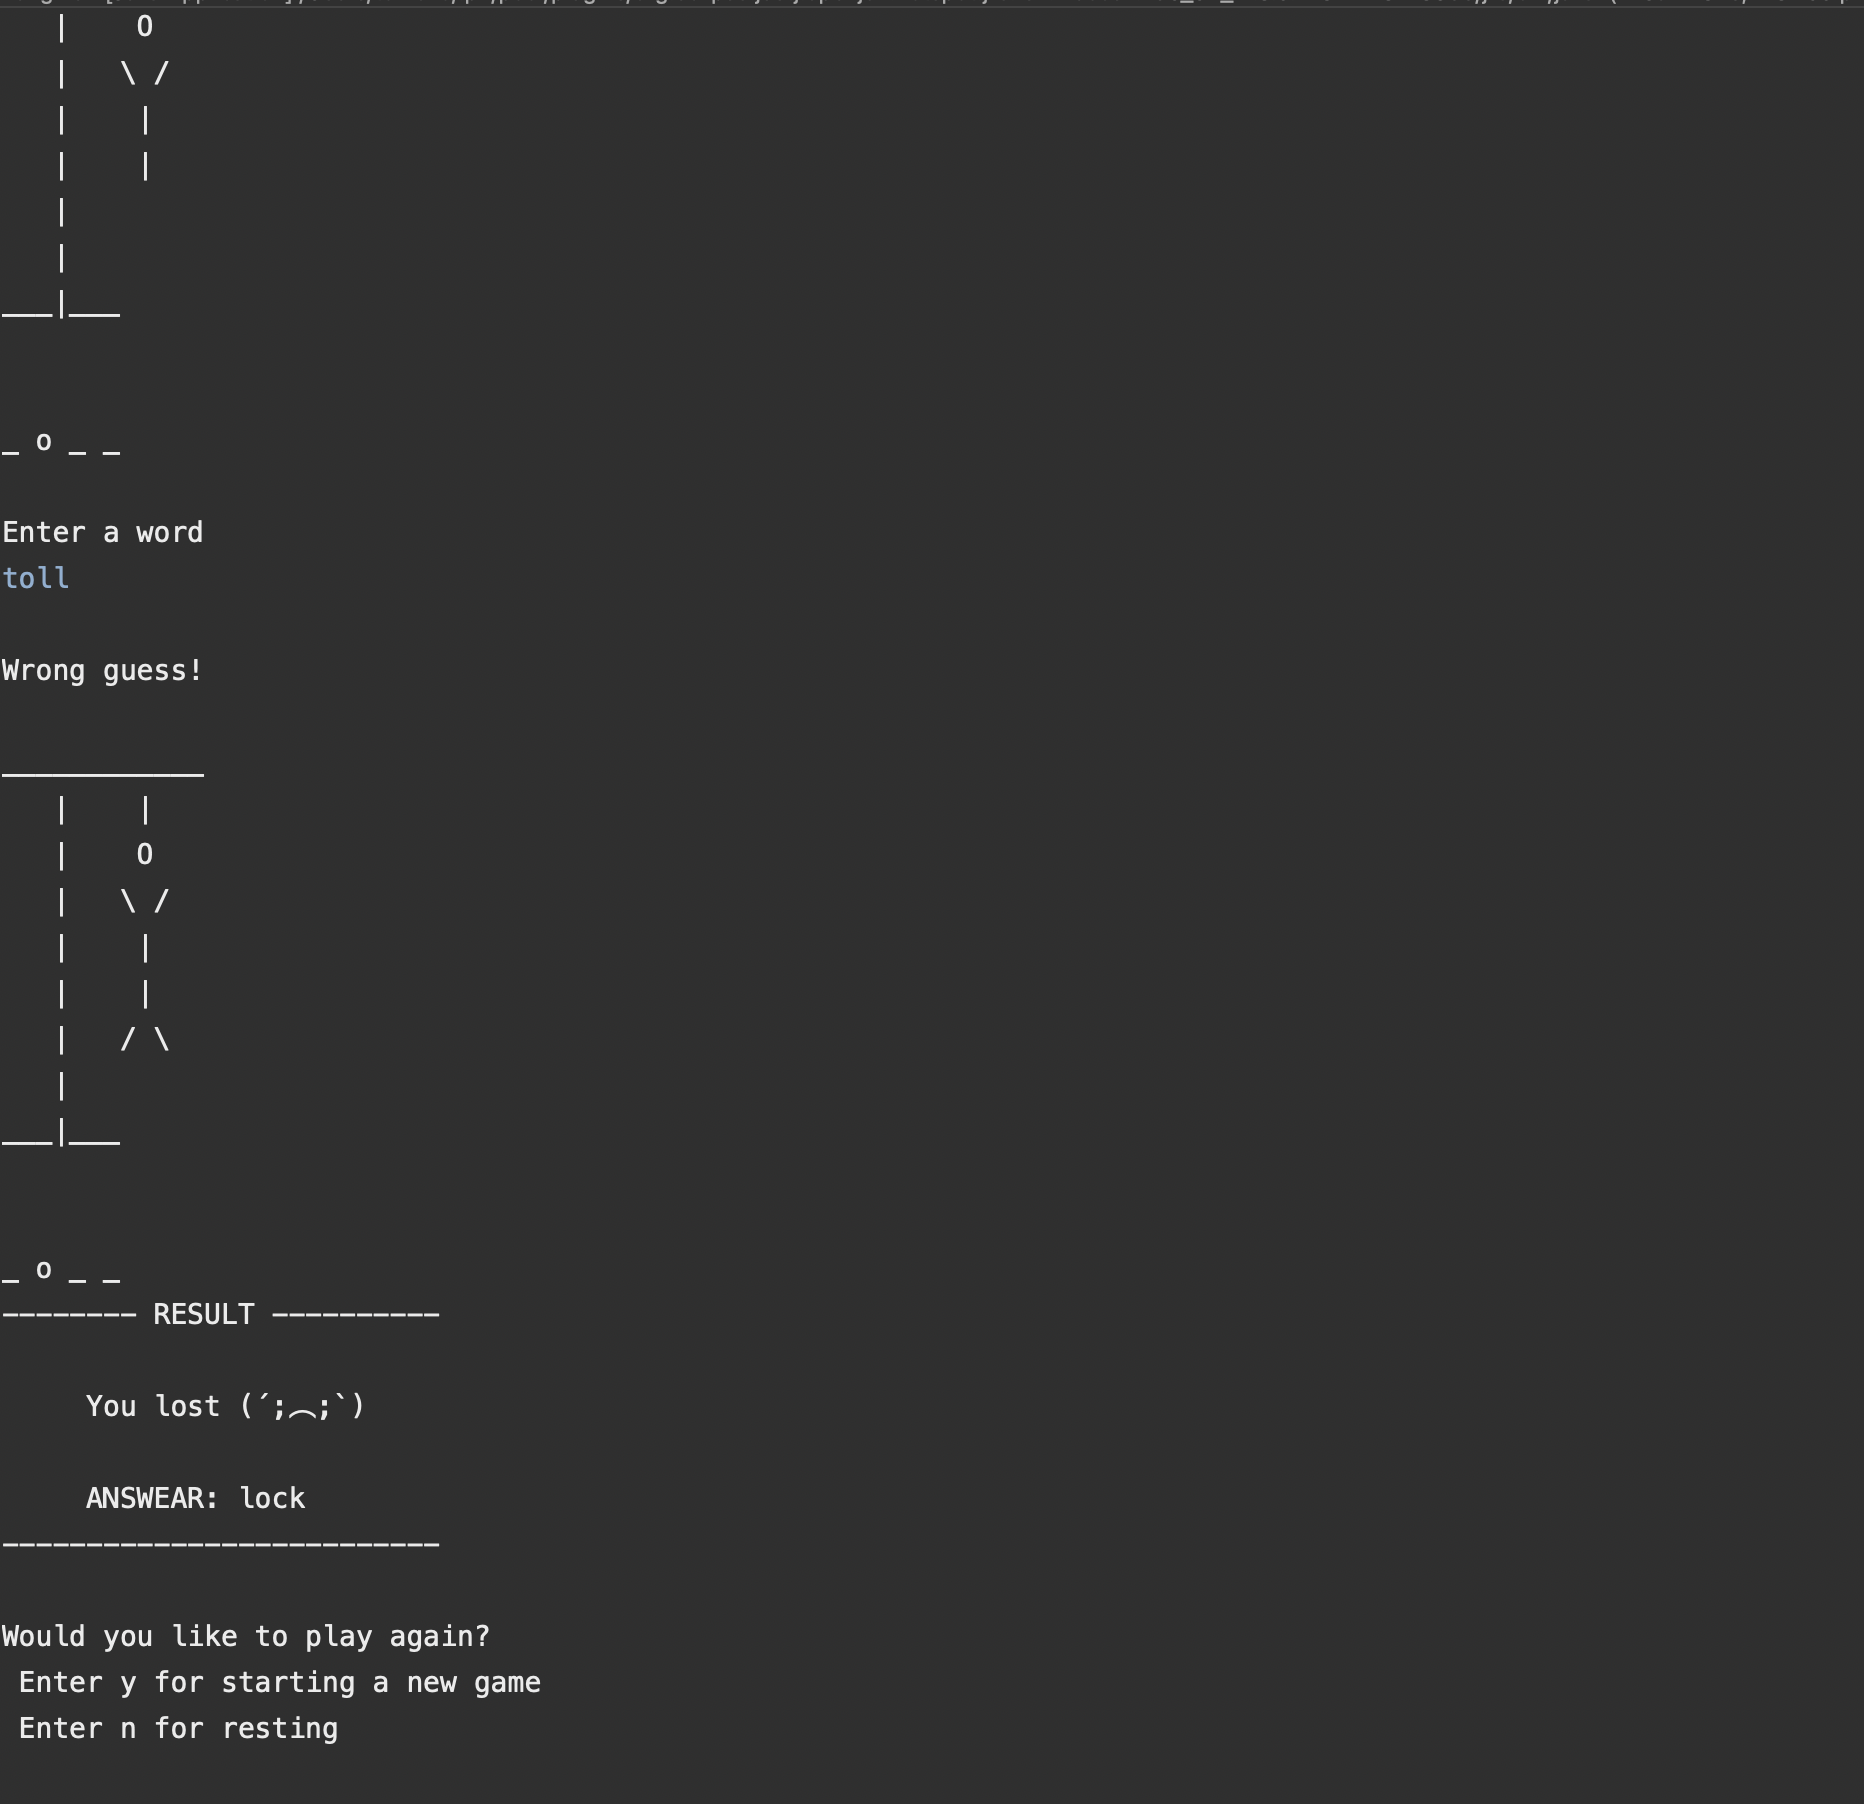 |    O
|   \ /
|    |
|    |
|
|
___|___
_ o _ _
Enter a word
toll
Wrong guess!
____________
|    |
|    O
|   \ /
|    |
|    |
|   / \
|
___|___
_ o _ _
-------- RESULT ----------
You lost (´;︵;`)
ANSWEAR: lock
--------------------------
Would you like to play again?
Enter y for starting a new game
Enter n for resting